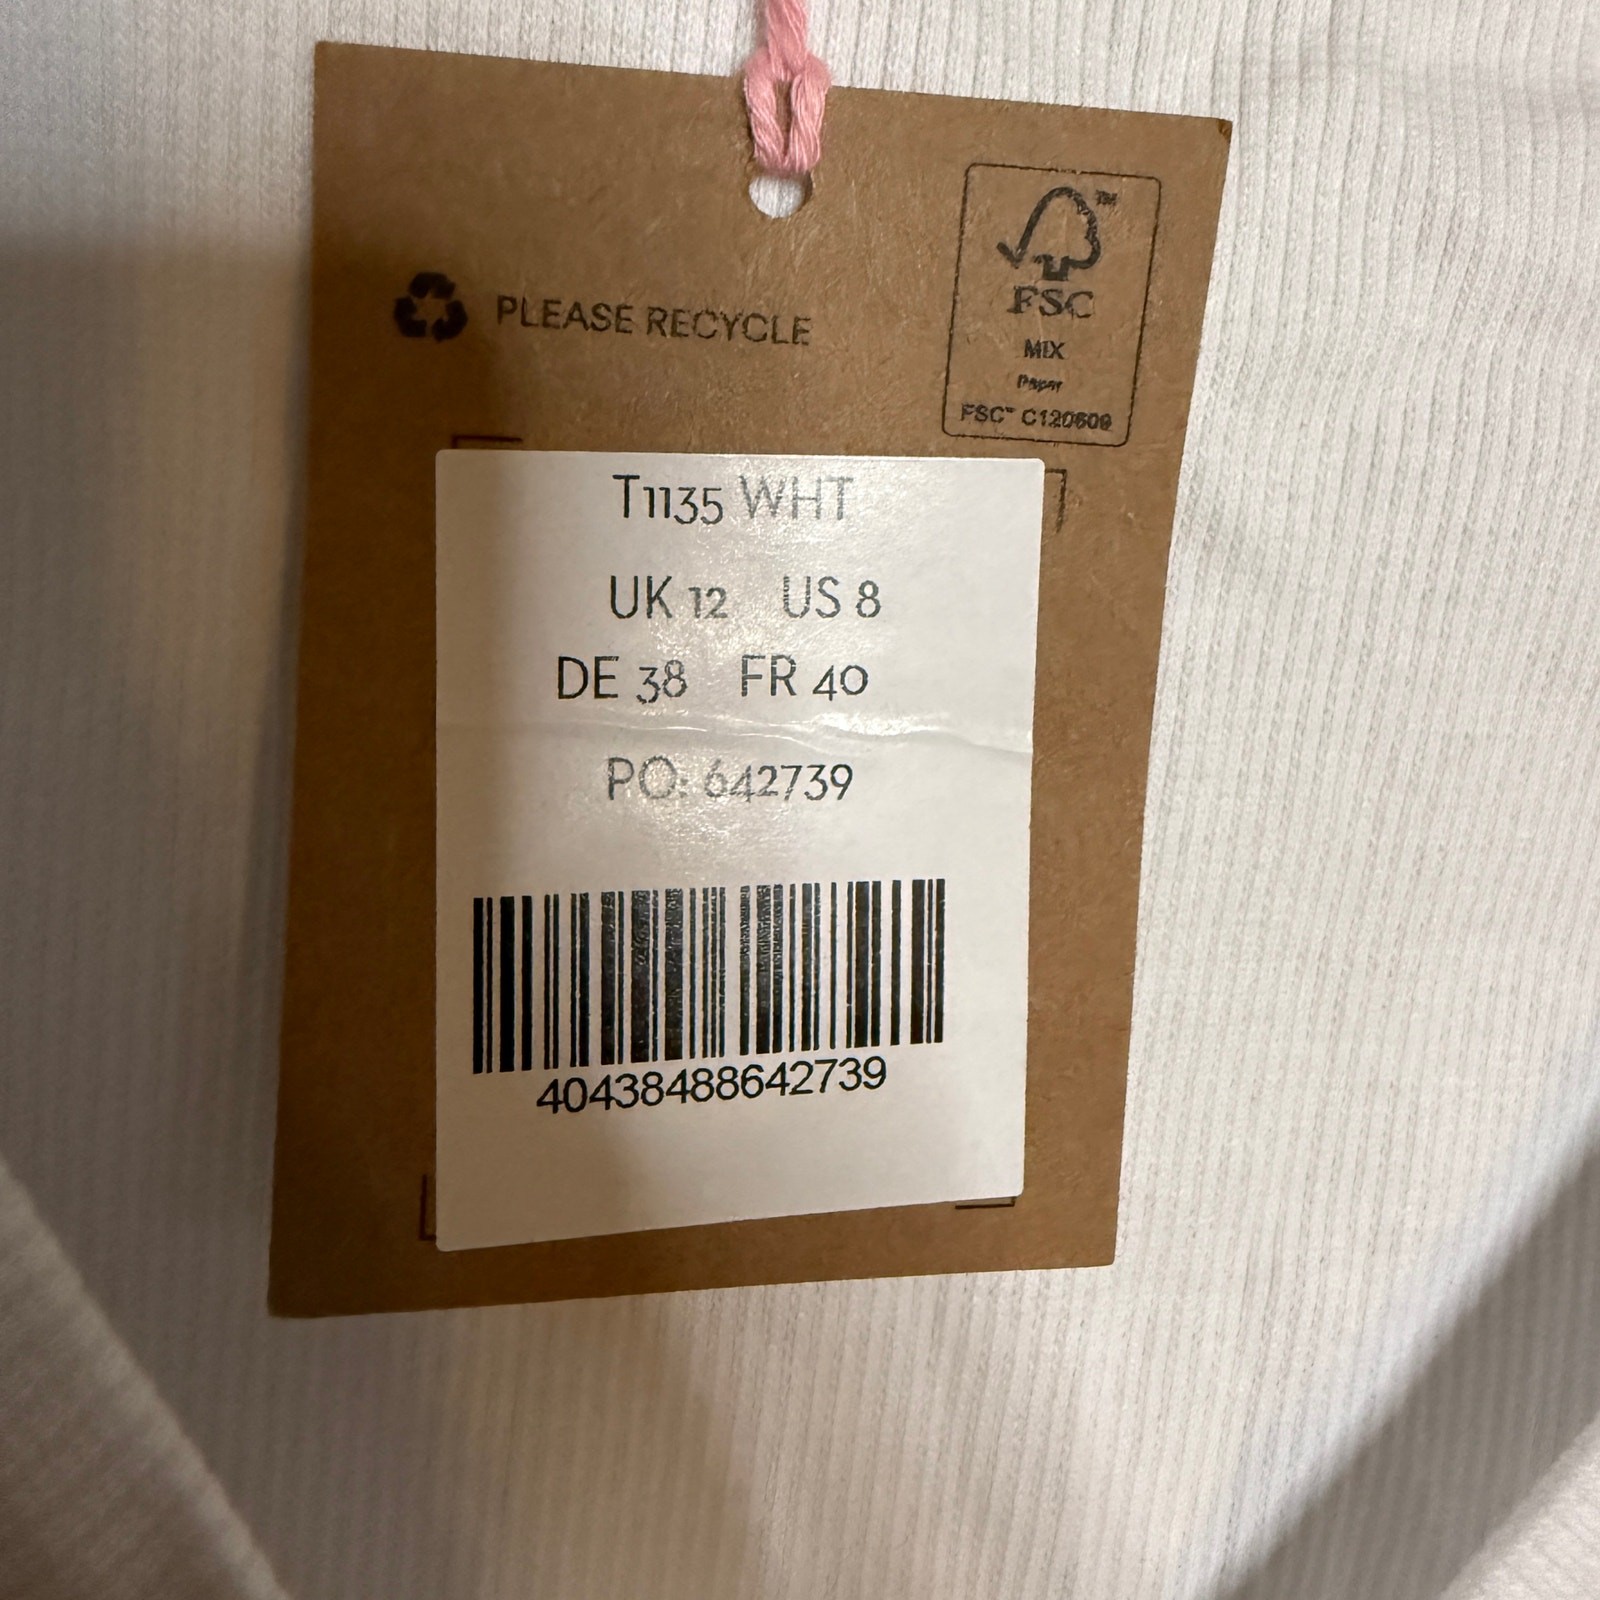 PLEASE RECYCLE
™
FSC
MIX
Paper
FSC™ C120609
T1135 WHT
UK 12 US 8
DE 38 FR 40
PO: 642739
40438488642739